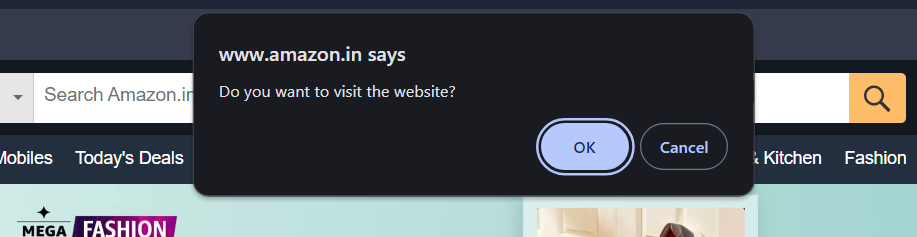 www.amazon.in says
Do you want to visit the website?
OK
Cancel
Search Amazon.in
Mobiles
Today's Deals
& Kitchen
Fashion
MEGA
FASHION